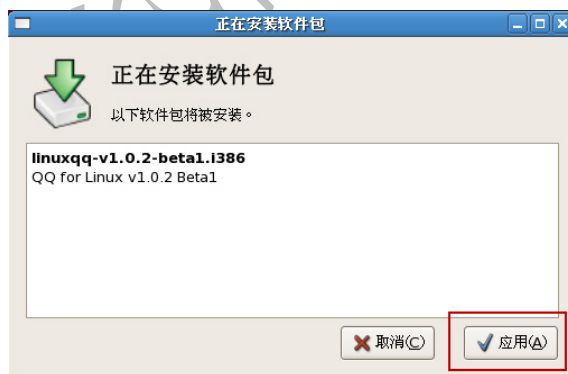 正在安装软件包
正在安装软件包
以下软件包将被安装。
linuxqq-v1.0.2-beta1.i386
QQ for Linux v1.0.2 Beta1
取消(C)
应用(A)